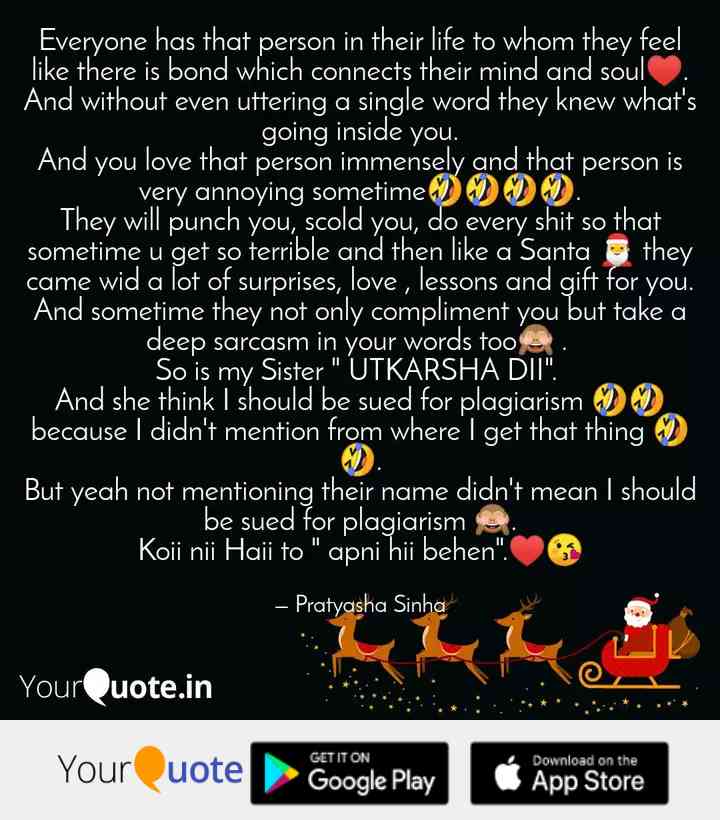 Everyone has that person in their life to whom they feel
like there is bond which connects their mind and soul♥️.
And without even uttering a single word they knew what's
going inside you.
And you love that person immensely and that person is
very annoying sometime🤣🤣🤣🤣.
They will punch you, scold you, do every shit so that
sometime u get so terrible and then like a Santa 🎅 they
came wid a lot of surprises, love , lessons and gift for you.
And sometime they not only compliment you but take a
deep sarcasm in your words too🙈 .
So is my Sister " UTKARSHA DII".
And she think I should be sued for plagiarism 🤣🤣
because I didn't mention from where I get that thing 🤣
🤣.
But yeah not mentioning their name didn't mean I should
be sued for plagiarism 🙈.
Koii nii Haii to " apni hii behen".♥️😘
– Pratyasha Sinha
YourQuote.in
YourQuote
GET IT ON
Google Play
Download on the
App Store